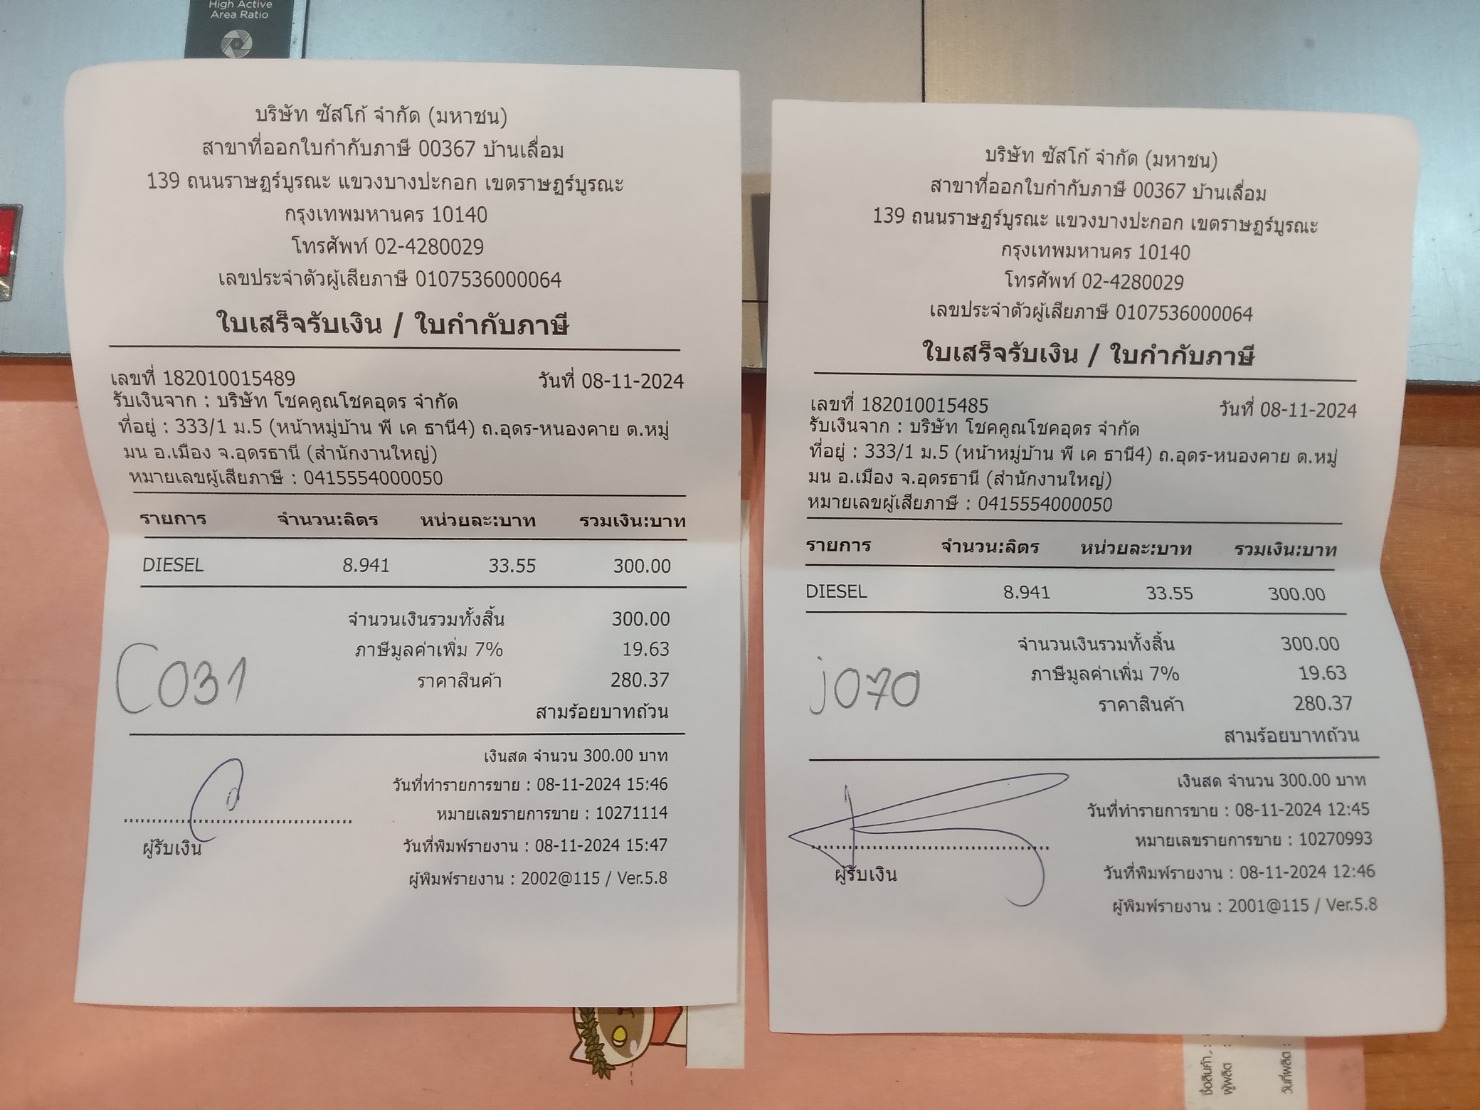 High Active
Area Ratio
บริษัท ซัสโก้ จำกัด (มหาชน)
สาขาที่ออกใบกำกับภาษี 00367 บ้านเลื่อม
139 ถนนราษฎร์บูรณะ แขวงบางปะกอก เขตราษฎร์บูรณะ
กรุงเทพมหานคร 10140
โทรศัพท์ 02-4280029
เลขประจำตัวผู้เสียภาษี 0107536000064
ใบเสร็จรับเงิน / ใบกำกับภาษี
เลขที่ 182010015489 วันที่ 08-11-2024
รับเงินจาก : บริษัท โชคคูณโชคอุดร จำกัด
ที่อยู่ : 333/1 ม.5 (หน้าหมู่บ้าน พี เค ธานี4) ถ.อุดร-หนองคาย ต.หมู่
มน อ.เมือง จ.อุดรธานี (สำนักงานใหญ่)
หมายเลขผู้เสียภาษี : 0415554000050
รายการ จำนวน:ลิตร หน่วยละ:บาท รวมเงิน:บาท
DIESEL 8.941 33.55 300.00
จำนวนเงินรวมทั้งสิ้น 300.00
ภาษีมูลค่าเพิ่ม 7% 19.63
ราคาสินค้า 280.37
C031
สามร้อยบาทถ้วน
เงินสด จำนวน 300.00 บาท
วันที่ทำรายการขาย : 08-11-2024 15:46
หมายเลขรายการขาย : 10271114
ผู้รับเงิน
วันที่พิมพ์รายงาน : 08-11-2024 15:47
ผู้พิมพ์รายงาน : 2002@115 / Ver.5.8
บริษัท ซัสโก้ จำกัด (มหาชน)
สาขาที่ออกใบกำกับภาษี 00367 บ้านเลื่อม
139 ถนนราษฎร์บูรณะ แขวงบางปะกอก เขตราษฎร์บูรณะ
กรุงเทพมหานคร 10140
โทรศัพท์ 02-4280029
เลขประจำตัวผู้เสียภาษี 0107536000064
ใบเสร็จรับเงิน / ใบกำกับภาษี
เลขที่ 182010015485 วันที่ 08-11-2024
รับเงินจาก : บริษัท โชคคูณโชคอุดร จำกัด
ที่อยู่ : 333/1 ม.5 (หน้าหมู่บ้าน พี เค ธานี4) ถ.อุดร-หนองคาย ต.หมู่
มน อ.เมือง จ.อุดรธานี (สำนักงานใหญ่)
หมายเลขผู้เสียภาษี : 0415554000050
รายการ จำนวน:ลิตร หน่วยละ:บาท รวมเงิน:บาท
DIESEL 8.941 33.55 300.00
จำนวนเงินรวมทั้งสิ้น 300.00
ภาษีมูลค่าเพิ่ม 7% 19.63
ราคาสินค้า 280.37
j070
สามร้อยบาทถ้วน
เงินสด จำนวน 300.00 บาท
วันที่ทำรายการขาย : 08-11-2024 12:45
หมายเลขรายการขาย : 10270993
ผู้รับเงิน
วันที่พิมพ์รายงาน : 08-11-2024 12:46
ผู้พิมพ์รายงาน : 2001@115 / Ver.5.8
ชื่อสินค้า :
ผู้ผลิต :
วันที่ผลิต :